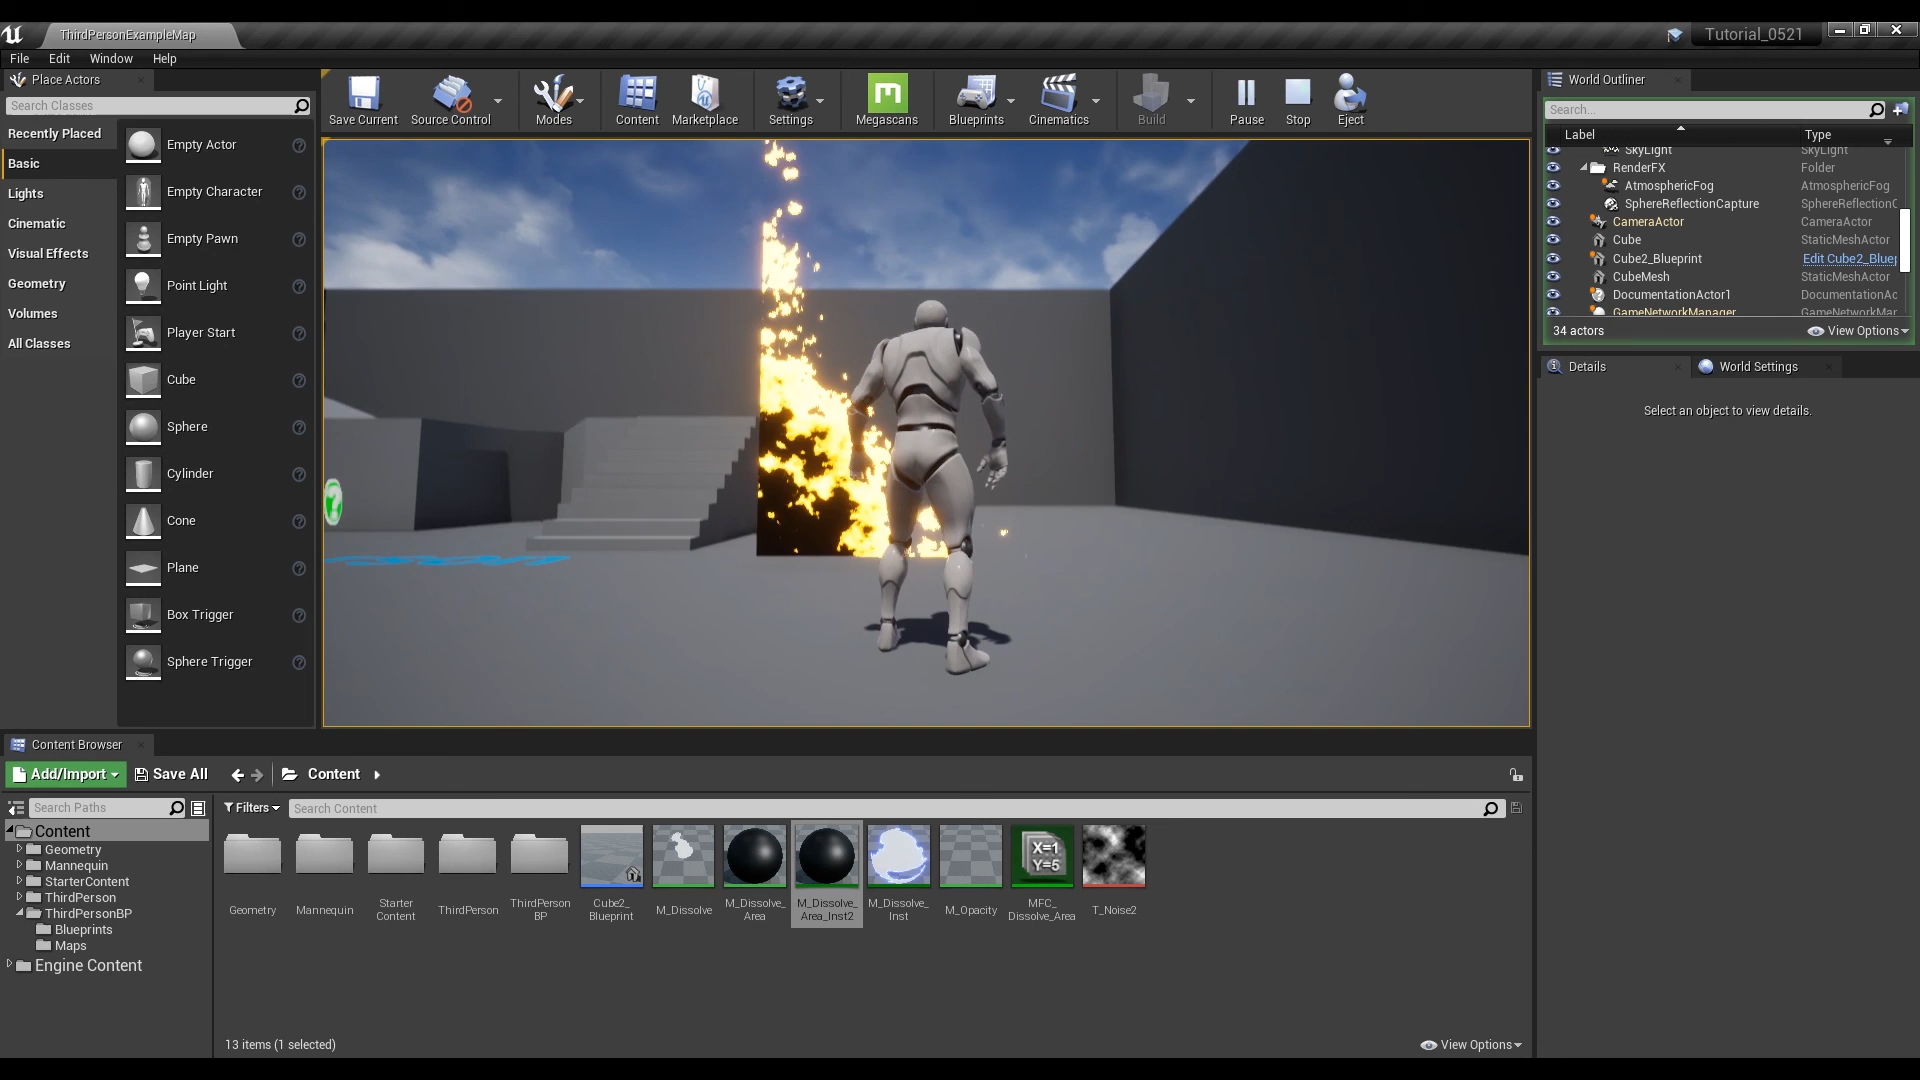 ThirdPersonExampleMap
Tutorial_0521
File Edit Window Help
Place Actors
Search Classes
Recently Placed
Basic
Lights
Cinematic
Visual Effects
Geometry
Volumes
All Classes
Empty Actor
Empty Character
Empty Pawn
Point Light
Player Start
Cube
Sphere
Cylinder
Cone
Plane
Box Trigger
Sphere Trigger
Save Current
Source Control
Modes
Content
Marketplace
Settings
Megascans
Blueprints
Cinematics
Build
Pause
Stop
Eject
World Outliner
Search...
Label Type
SkyLight SkyLight
RenderFX Folder
AtmosphericFog AtmosphericFog
SphereReflectionCapture SphereReflectionC
CameraActor CameraActor
Cube StaticMeshActor
Cube2_Blueprint Edit Cube2_Bluep
CubeMesh StaticMeshActor
DocumentationActor1 DocumentationAc
GameNetworkManager GameNetworkMar
34 actors View Options
Details World Settings
Select an object to view details.
Content Browser
Add/Import Save All Content
Search Paths
Content
Geometry
Mannequin
StarterContent
ThirdPerson
ThirdPersonBP
Blueprints
Maps
Engine Content
Filters Search Content
Geometry
Mannequin
Starter
Content
ThirdPerson
ThirdPerson
BP
Cube2_
Blueprint
M_Dissolve
M_Dissolve_
Area
M_Dissolve_
Area_Inst2
M_Dissolve_
Inst
M_Opacity
X=1
Y=5
MFC_
Dissolve_Area
T_Noise2
13 items (1 selected) View Options